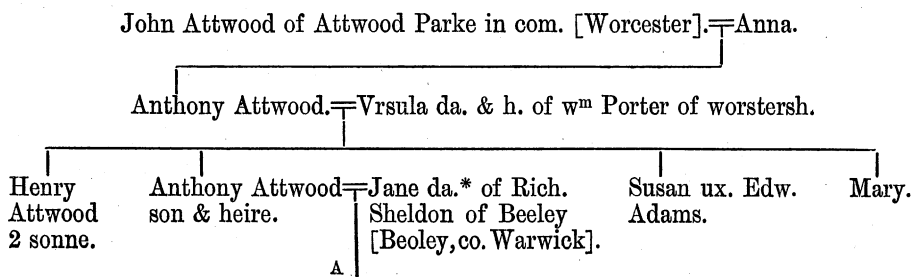 John Attwood of Attwood Parke in com. [Worcester].=Anna.
Anthony Attwood.=Vrsula da. & h. of wᵐ Porter of worstersh.
Henry
Attwood
2 sonne.
Anthony Attwood=Jane da.* of Rich.
son & heire.
Sheldon of Beeley
[Beoley, co. Warwick].
Susan ux. Edw.
Adams.
Mary.
A